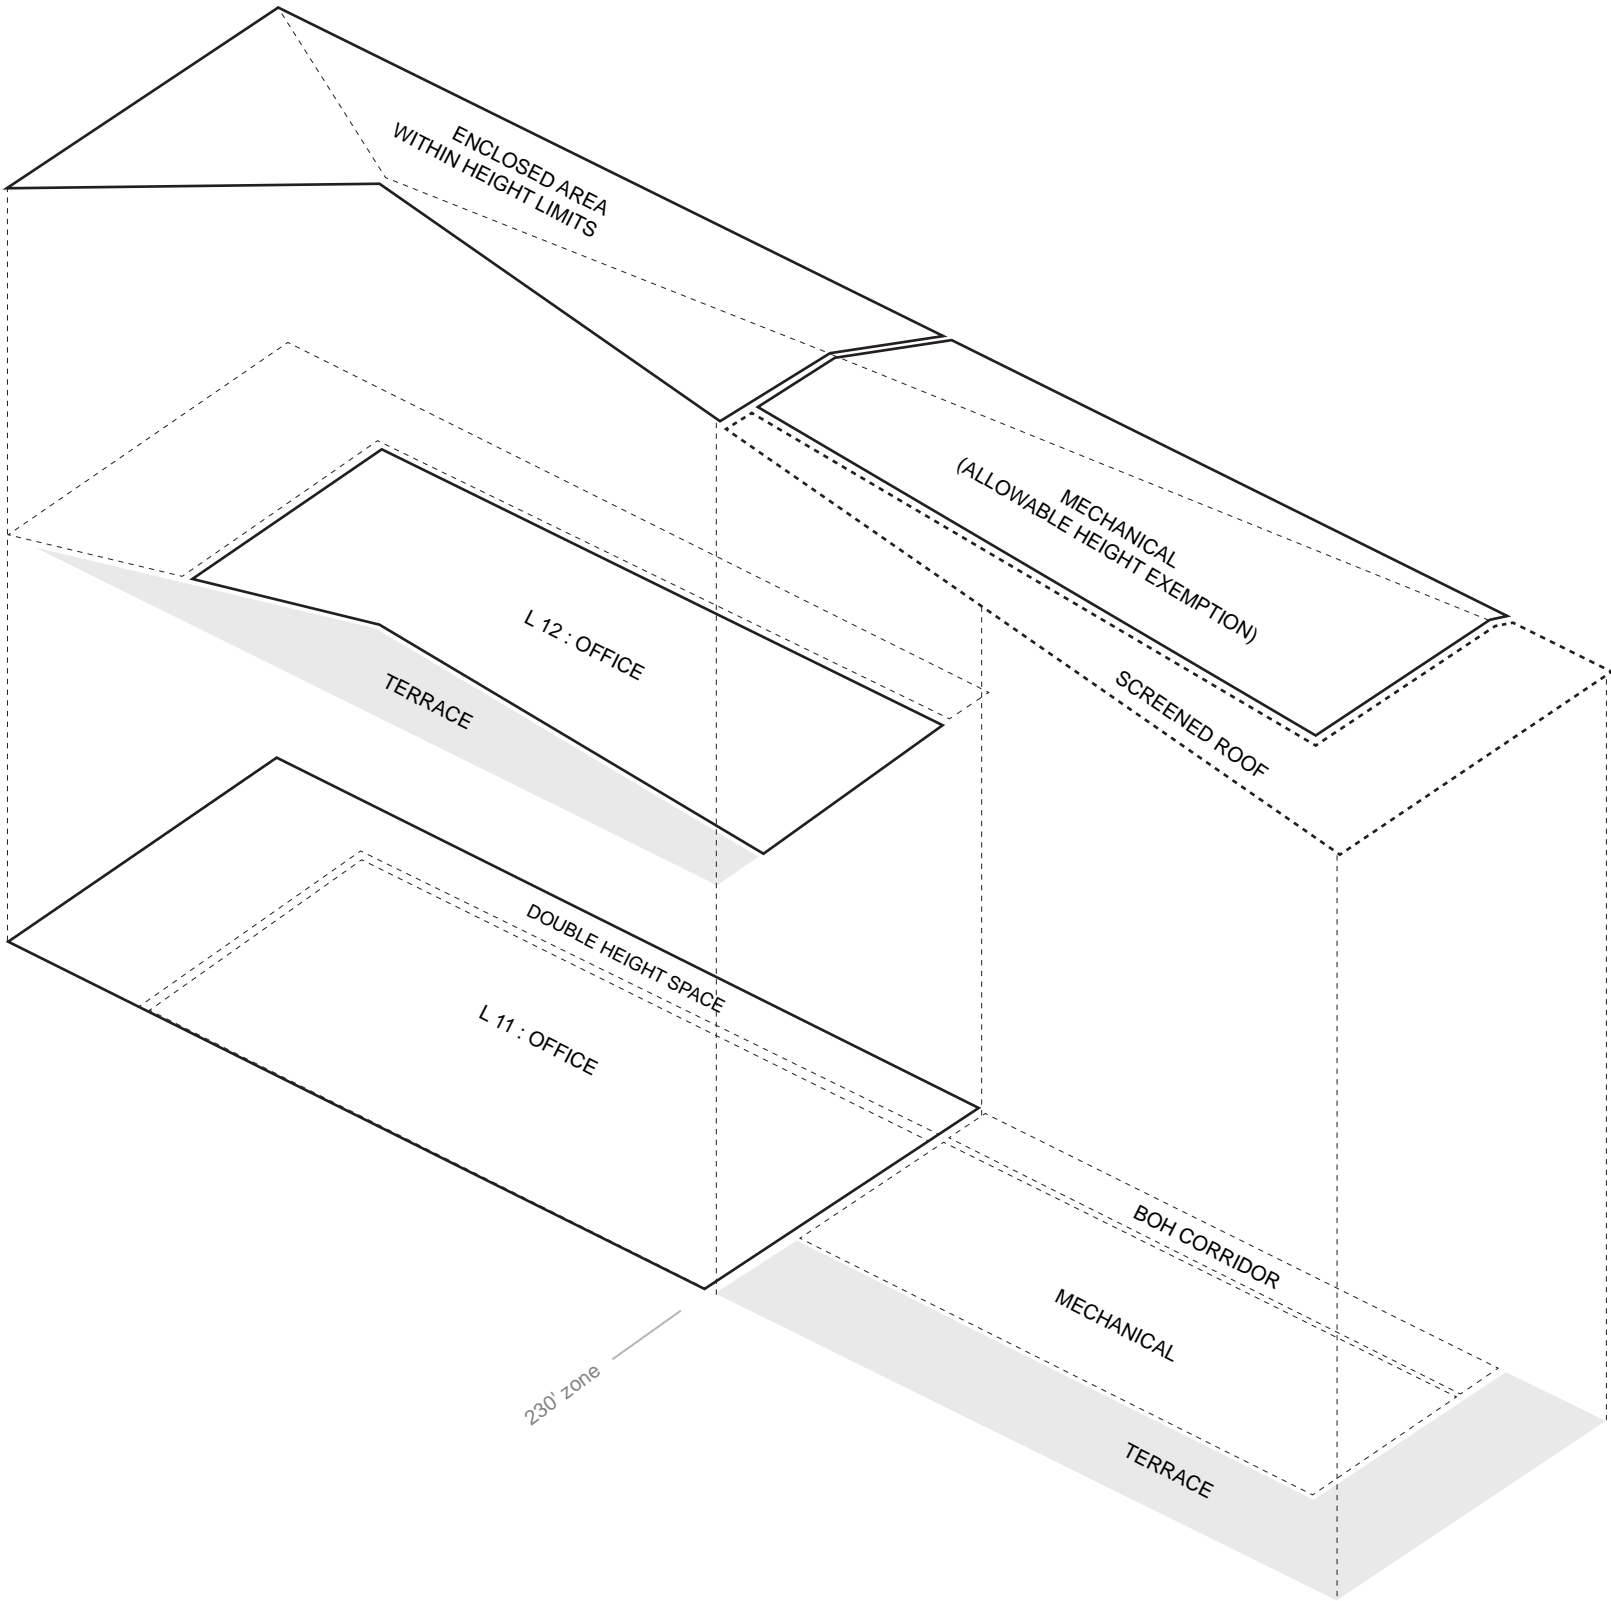 ENCLOSED AREA
WITHIN HEIGHT LIMITS
MECHANICAL
(ALLOWABLE HEIGHT EXEMPTION)
SCREENED ROOF
L 12 : OFFICE
TERRACE
DOUBLE HEIGHT SPACE
L 11 : OFFICE
BOH CORRIDOR
MECHANICAL
TERRACE
230' zone